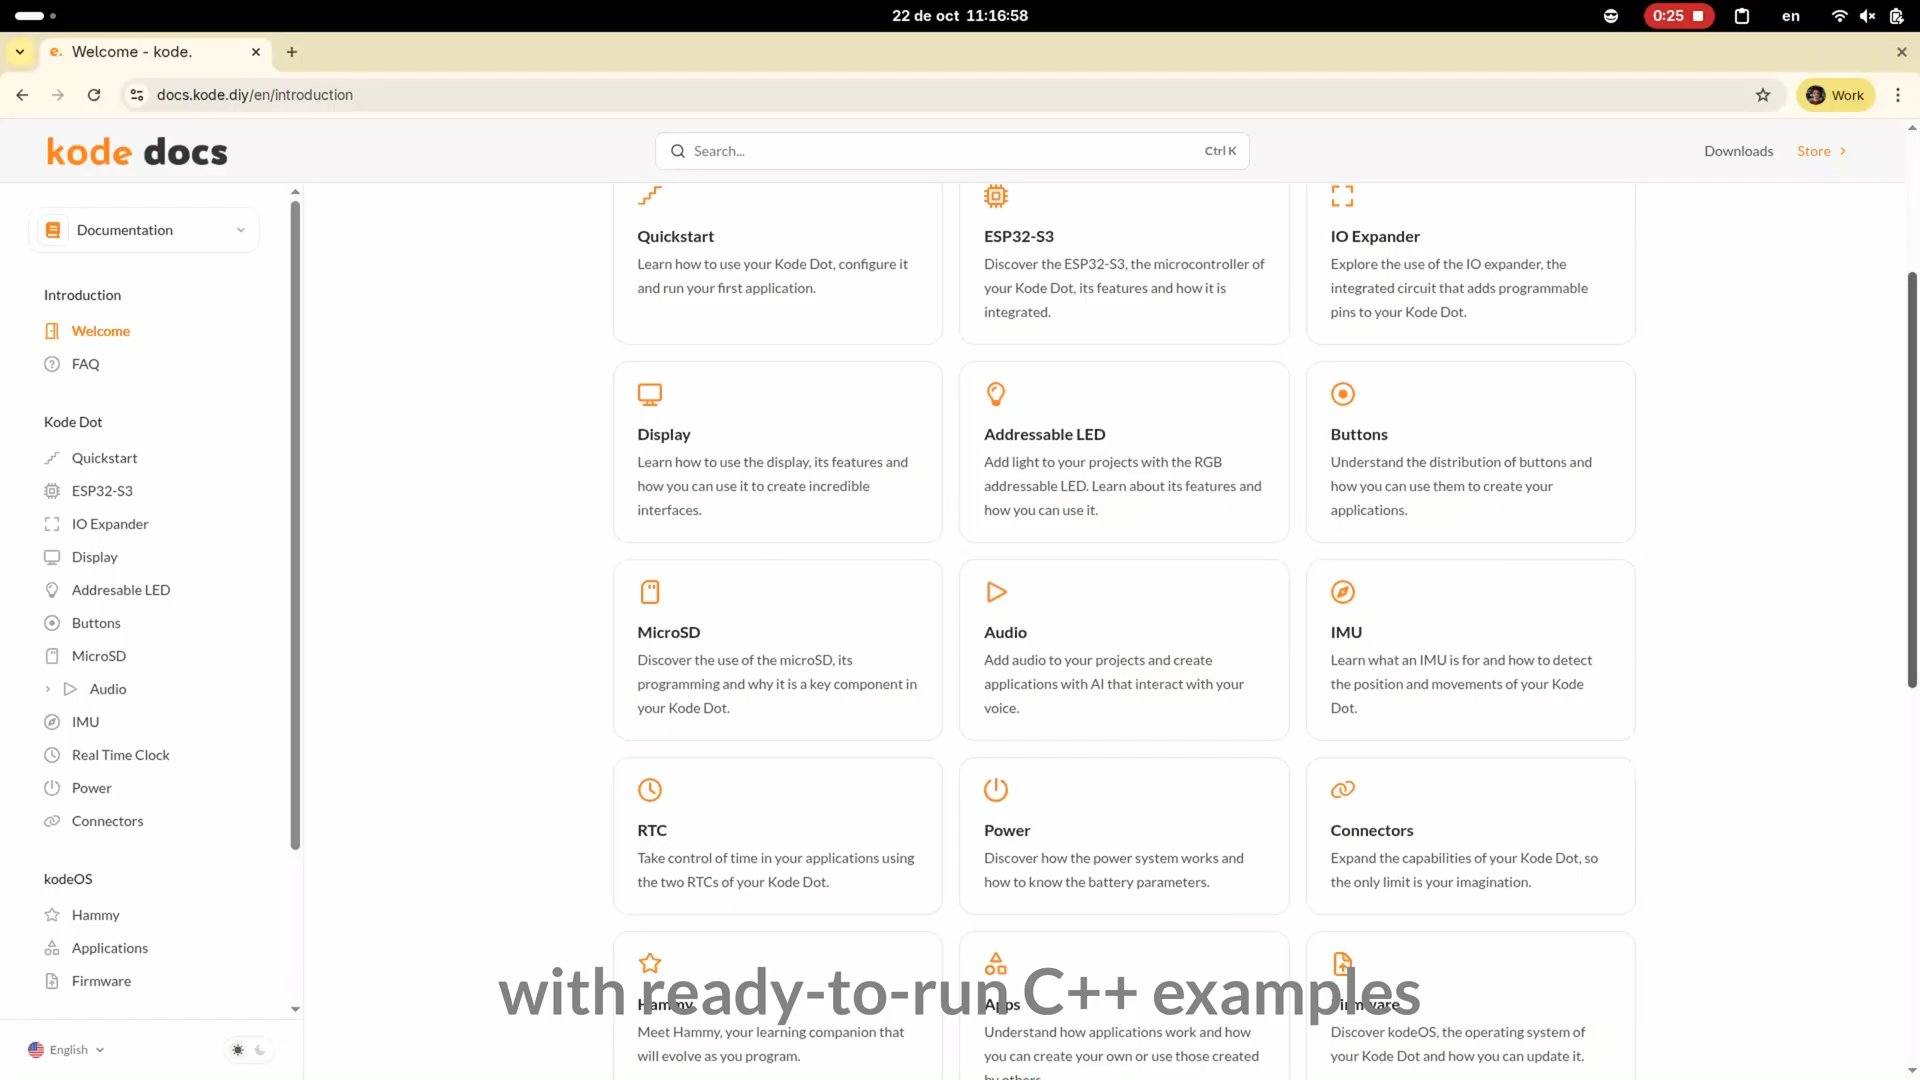 22 de oct 11:16:58
0:25
en
Welcome - kode.
docs.kode.diy/en/introduction
Work
kode docs
Search...
Ctrl K
Downloads
Store
Documentation
Introduction
Welcome
FAQ
Kode Dot
Quickstart
ESP32-S3
IO Expander
Display
Addresable LED
Buttons
MicroSD
Audio
IMU
Real Time Clock
Power
Connectors
kodeOS
Hammy
Applications
Firmware
English
Quickstart
Learn how to use your Kode Dot, configure it
and run your first application.
ESP32-S3
Discover the ESP32-S3, the microcontroller of
your Kode Dot, its features and how it is
integrated.
IO Expander
Explore the use of the IO expander, the
integrated circuit that adds programmable
pins to your Kode Dot.
Display
Learn how to use the display, its features and
how you can use it to create incredible
interfaces.
Addressable LED
Add light to your projects with the RGB
addressable LED. Learn about its features and
how you can use it.
Buttons
Understand the distribution of buttons and
how you can use them to create your
applications.
MicroSD
Discover the use of the microSD, its
programming and why it is a key component in
your Kode Dot.
Audio
Add audio to your projects and create
applications with AI that interact with your
voice.
IMU
Learn what an IMU is for and how to detect
the position and movements of your Kode
Dot.
RTC
Take control of time in your applications using
the two RTCs of your Kode Dot.
Power
Discover how the power system works and
how to know the battery parameters.
Connectors
Expand the capabilities of your Kode Dot, so
the only limit is your imagination.
with ready-to-run C++ examples
Hammy
Meet Hammy, your learning companion that
will evolve as you program.
Apps
Understand how applications work and how
you can create your own or use those created
by others.
Firmware
Discover kodeOS, the operating system of
your Kode Dot and how you can update it.